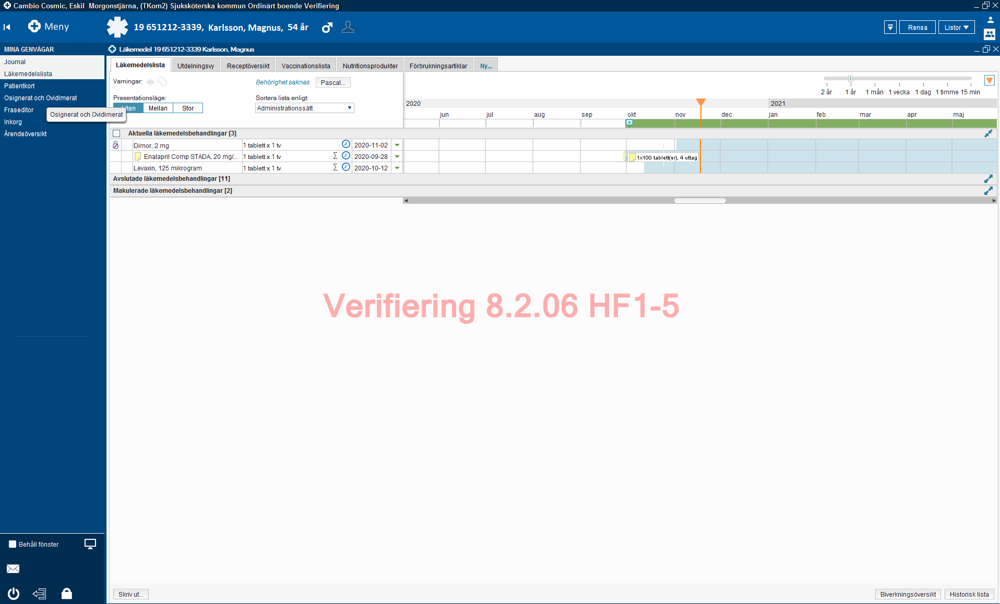 Cambio Cosmic, Eskil  Morgonstjärna, (TKom2) Sjuksköterska kommun Ordinärt boende Verifiering
Meny
19 651212-3339,  Karlsson, Magnus,  54 år
Rensa
Listor
MINA GENVÄGAR
Journal
Läkemedelslista
Patientkort
Osignerat och Ovidimerat
Fraseditor
Osignerat och Ovidimerat
Inkorg
Ärendeöversikt
Läkemedel 19 651212-3339 Karlsson, Magnus
Läkemedelslista
Utdelningsvy
Receptöversikt
Vaccinationslista
Nutritionsprodukter
Förbrukningsartiklar
Ny...
Varningar:
Behörighet saknas
Pascal...
Presentationsläge:
Mellan
Stor
Sortera lista enligt:
Administrationssätt
2 år
1 år
1 mån
1 vecka
1 dag
1 timme
15 min
2020
2021
jun
jul
aug
sep
okt
nov
dec
jan
feb
mar
apr
maj
Aktuella läkemedelsbehandlingar [3]
Dimor, 2 mg
1 tablett x 1 tv
2020-11-02
Enalapril Comp STADA, 20 mg/...
1 tablett x 1 tv
Σ
2020-09-28
1x100 tablett(er), 4 uttag
Levaxin, 125 mikrogram
1 tablett x 1 tv
Σ
2020-10-12
Avslutade läkemedelsbehandlingar [11]
Makulerade läkemedelsbehandlingar [2]
Verifiering 8.2.06 HF1-5
Behåll fönster
Skriv ut...
Biverkningsöversikt
Historisk lista